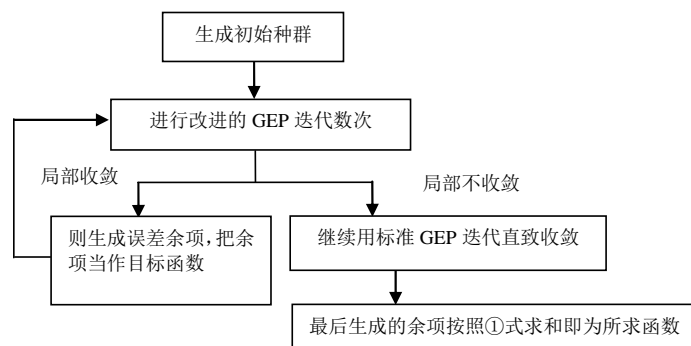 生成初始种群
进行改进的 GEP 迭代数次
局部收敛
局部不收敛
则生成误差余项，把余
项当作目标函数
继续用标准 GEP 迭代直致收敛
最后生成的余项按照①式求和即为所求函数